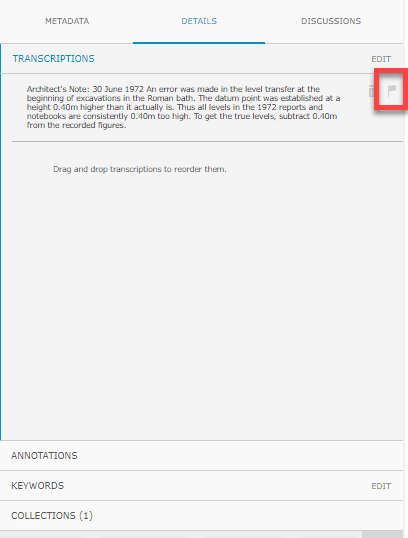 METADATA DETAILS DISCUSSIONS
TRANSCRIPTIONS EDIT
Architect's Note: 30 June 1972 An error was made in the level transfer at the
beginning of excavations in the Roman bath. The datum point was established at a
height 0.40m higher than it actually is. Thus all levels in the 1972 reports and
notebooks are consistently 0.40m too high. To get the true levels, subtract 0.40m
from the recorded figures.
Drag and drop transcriptions to reorder them.
ANNOTATIONS
KEYWORDS EDIT
COLLECTIONS (1)